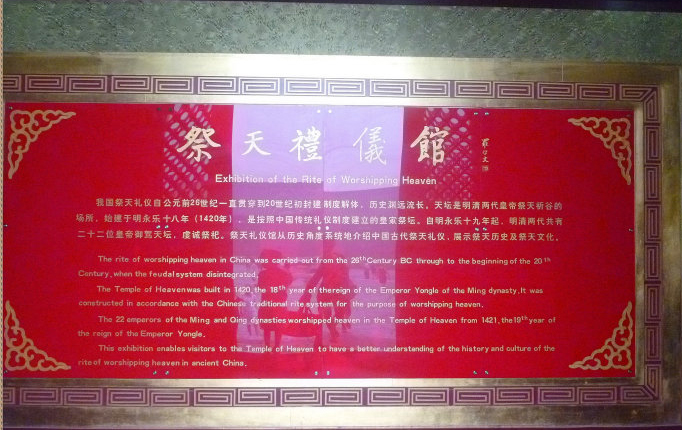 祭天禮儀館
Exhibition of the Rite of Worshipping Heaven
我国祭天礼仪自公元前26世纪一直贯穿到20世纪初封建制度解体，历史渊远流长。天坛是明清两代皇帝祭天祈谷的
场所，始建于明永乐十八年（1420年），是按照中国传统礼仪制度建立的皇家祭坛。自明永乐十九年起，明清两代共有
二十二位皇帝御驾天坛，虔诚祭祀。祭天礼仪馆从历史角度系统地介绍中国古代祭天礼仪，展示祭天历史及祭天文化。
The rite of worshipping heaven in China was carried out from the 26th Century BC through to the beginning of the 20th
Century, when the feudal system disintegrated.
The Temple of Heaven was built in 1420, the 18th year of the reign of the Emperor Yongle of the Ming dynasty. It was
constructed in accordance with the Chinese traditional rite system for the purpose of worshipping heaven.
The 22 emperors of the Ming and Qing dynasties worshipped heaven in the Temple of Heaven from 1421, the 19th year of
the reign of the Emperor Yongle.
This exhibition enables visitors to the Temple of Heaven to have a better understanding of the history and culture of the
rite of worshipping heaven in ancient China.